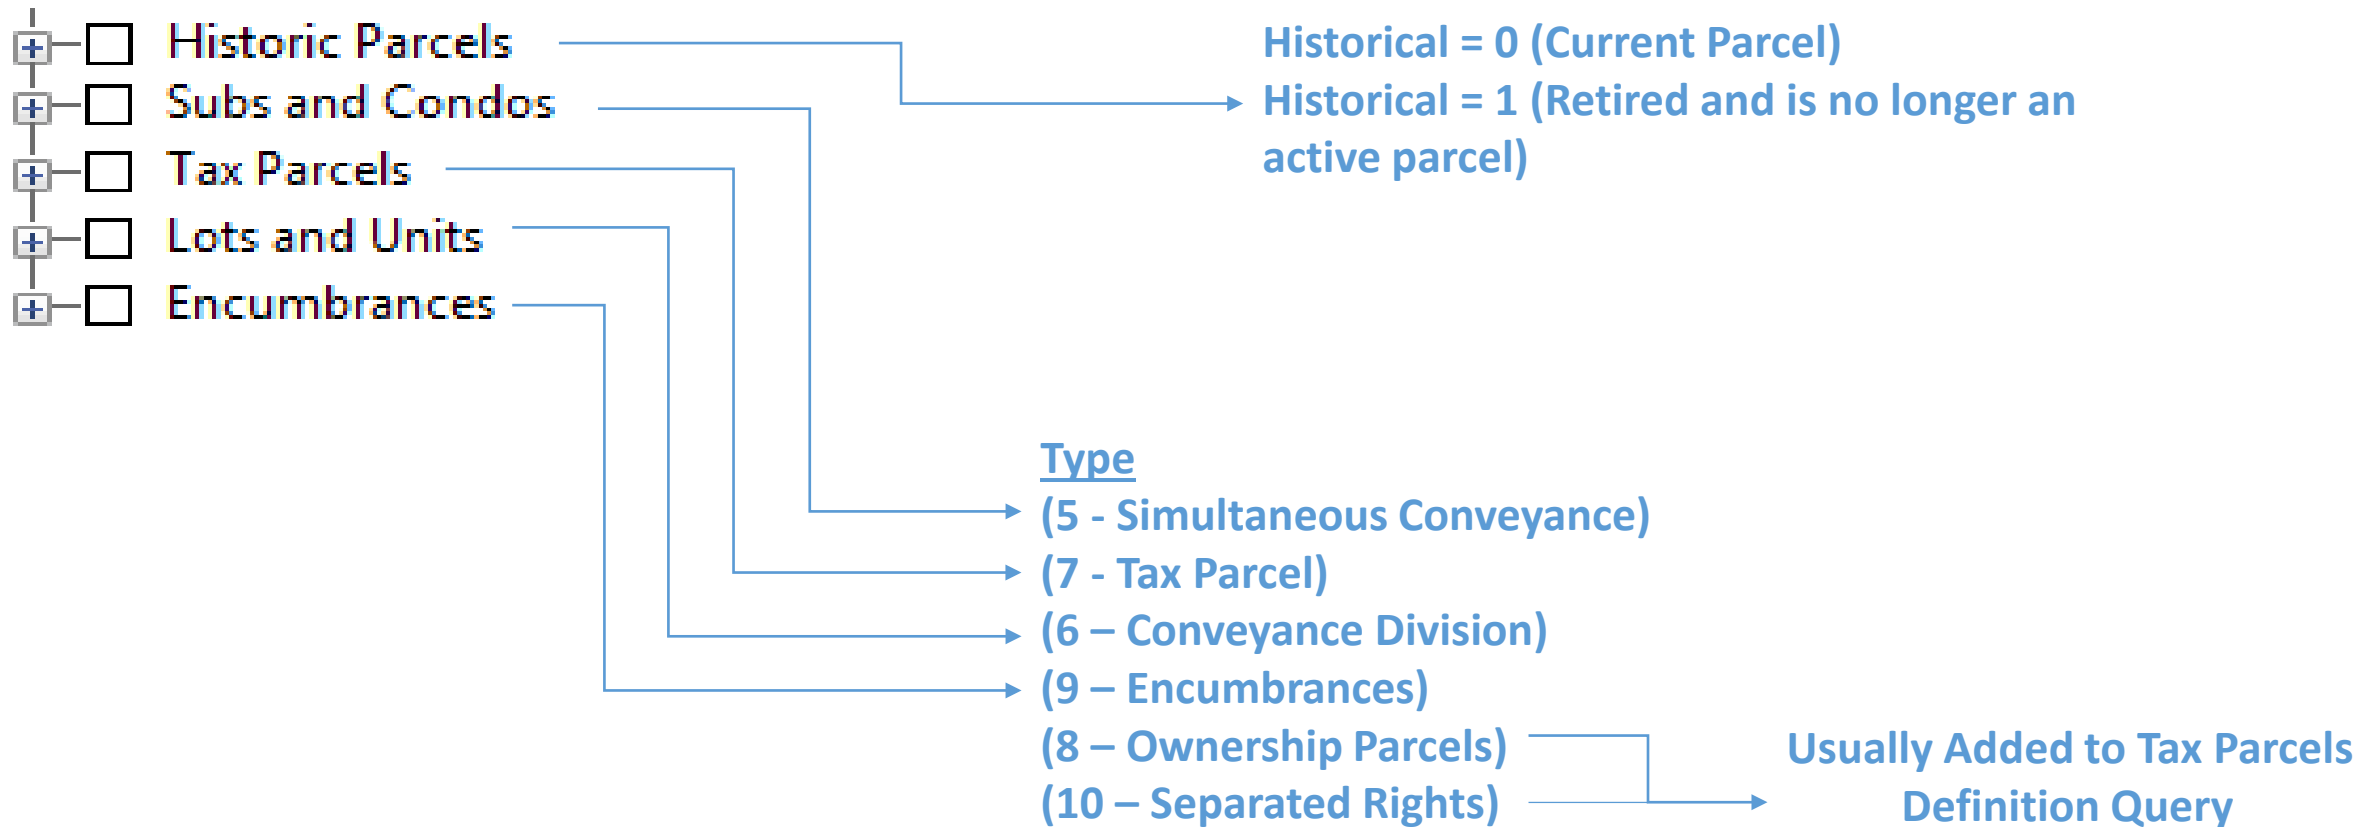 Historic Parcels
Subs and Condos
Tax Parcels
Lots and Units
Encumbrances
Historical = 0 (Current Parcel)
Historical = 1 (Retired and is no longer an
active parcel)
Type
(5 - Simultaneous Conveyance)
(7 - Tax Parcel)
(6 – Conveyance Division)
(9 – Encumbrances)
(8 – Ownership Parcels)
(10 – Separated Rights)
Usually Added to Tax Parcels
Definition Query